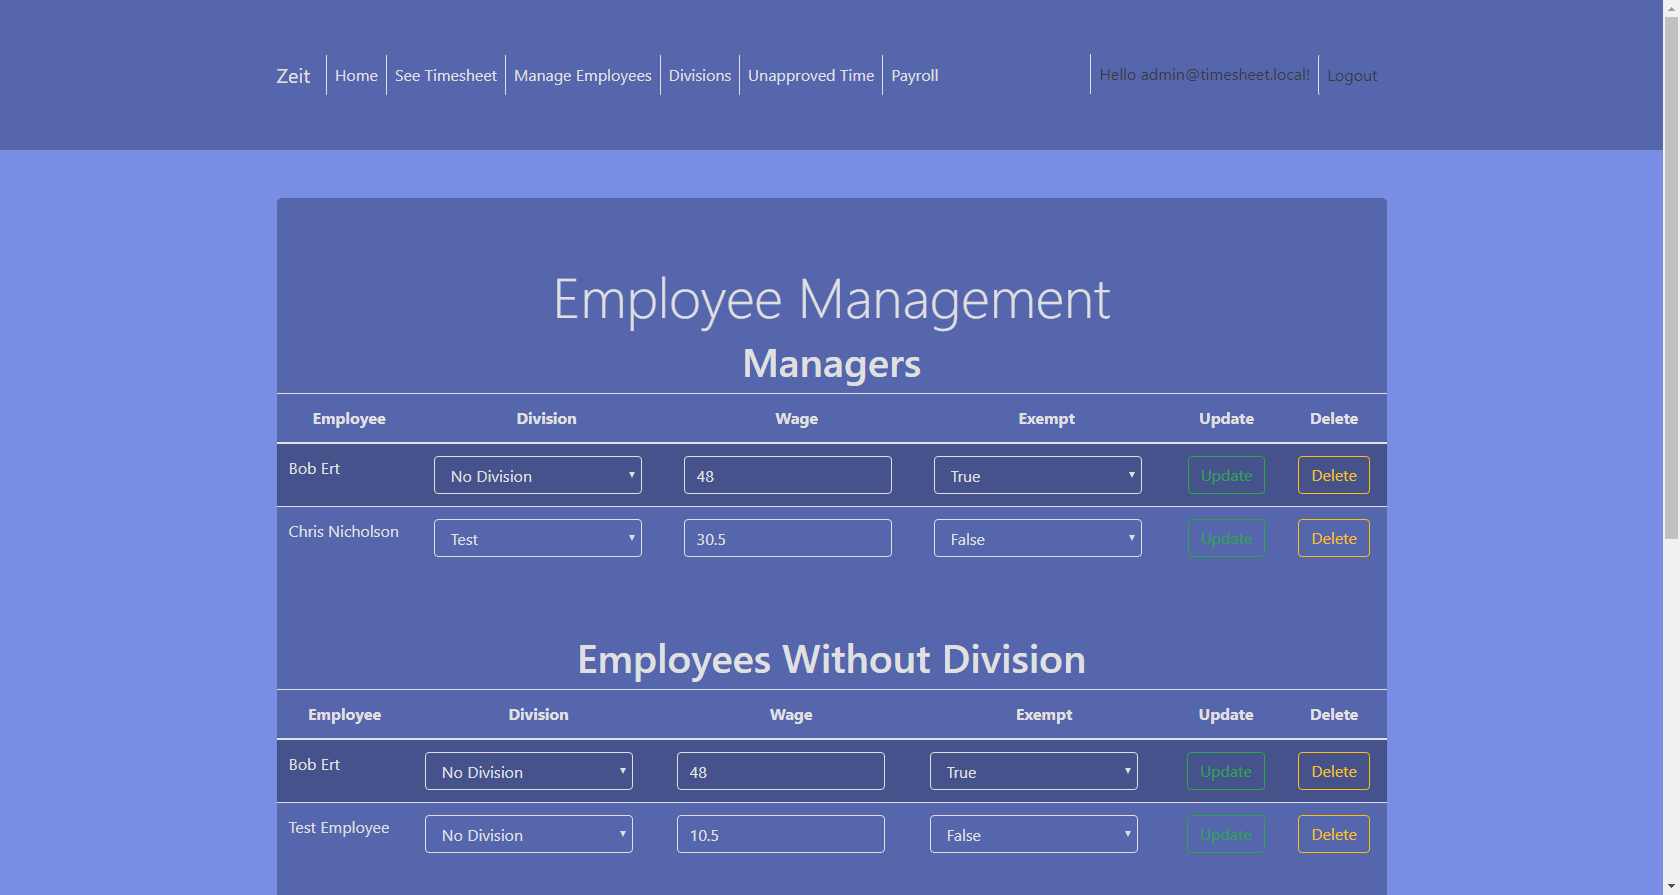 Zeit Home See Timesheet Manage Employees Divisions Unapproved Time Payroll Hello admin@timesheet.local! Logout
Employee Management
Managers
Employee Division Wage Exempt Update Delete
Bob Ert No Division 48 True Update Delete
Chris Nicholson Test 30.5 False Update Delete
Employees Without Division
Employee Division Wage Exempt Update Delete
Bob Ert No Division 48 True Update Delete
Test Employee No Division 10.5 False Update Delete